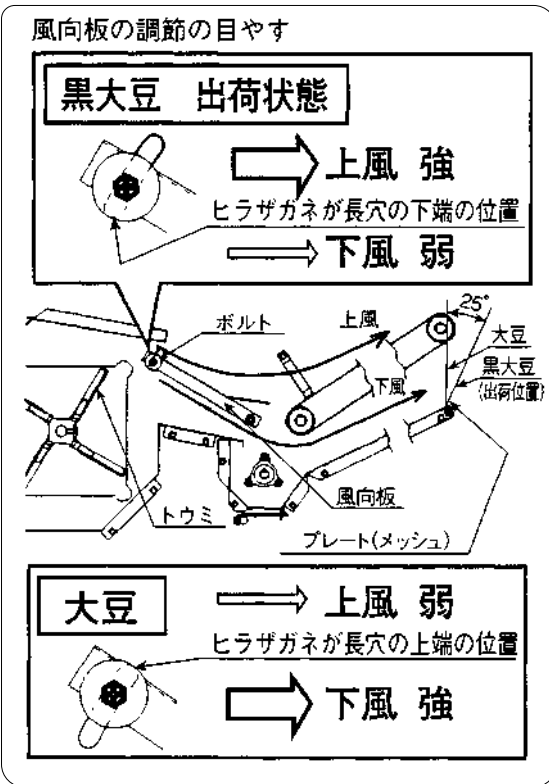 風向板の調節の目やす
黒大豆 出荷状態
上風 強
ヒラザガネが長穴の下端の位置
下風 弱
25°
ボルト
上風
大豆
黒大豆
(出荷位置)
下風
風向板
トウミ
プレート(メッシュ)
大豆
上風 弱
ヒラザガネが長穴の上端の位置
下風 強